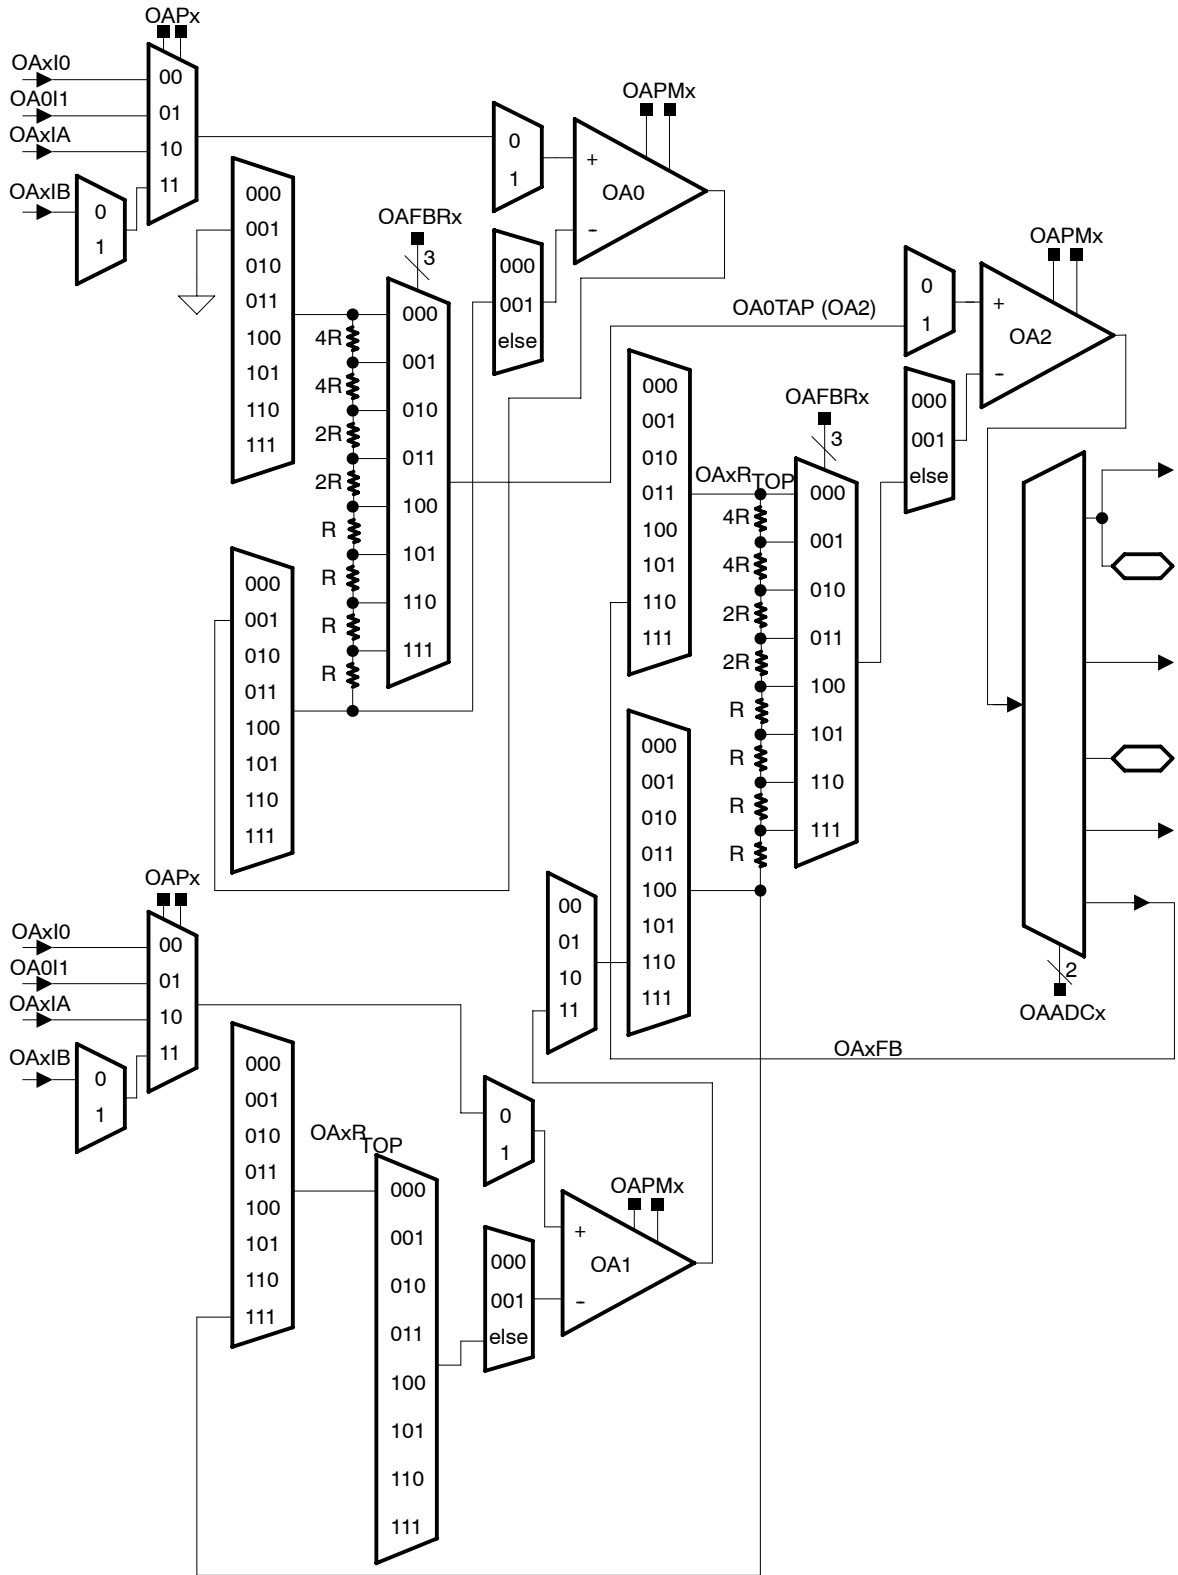 OAPx
OAxI0
OA0I1
OAxIA
OAxIB
00
01
10
11
0
1
000
001
010
011
100
101
110
111
OAFBRx
3
4R
4R
2R
2R
R
R
R
R
000
001
010
011
100
101
110
111
000
001
010
011
100
101
110
111
0
1
000
001
else
OAPMx
+
OA0
-
OA0TAP (OA2)
000
001
010
011
100
101
110
111
OAxRTOP
4R
4R
2R
2R
R
R
R
R
OAFBRx
3
000
001
010
011
100
101
110
111
0
1
000
001
else
OAPMx
+
OA2
-
000
001
010
011
100
101
110
111
00
01
10
11
2
OAADCx
OAxFB
OAPx
OAxI0
OA0I1
OAxIA
OAxIB
00
01
10
11
0
1
000
001
010
011
100
101
110
111
OAxRTOP
000
001
010
011
100
101
110
111
0
1
000
001
else
OAPMx
+
OA1
-